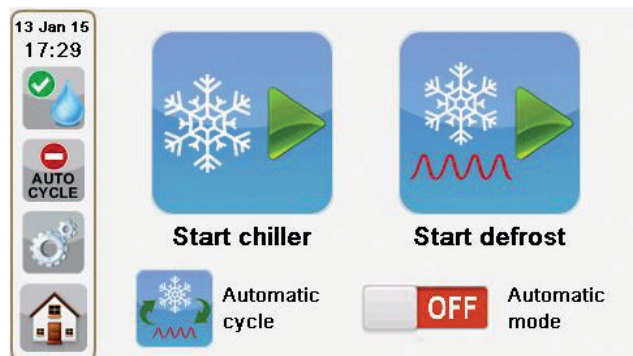 13 Jan 15
17:29
AUTO
CYCLE
Start chiller
Start defrost
Automatic
cycle
OFF
Automatic
mode